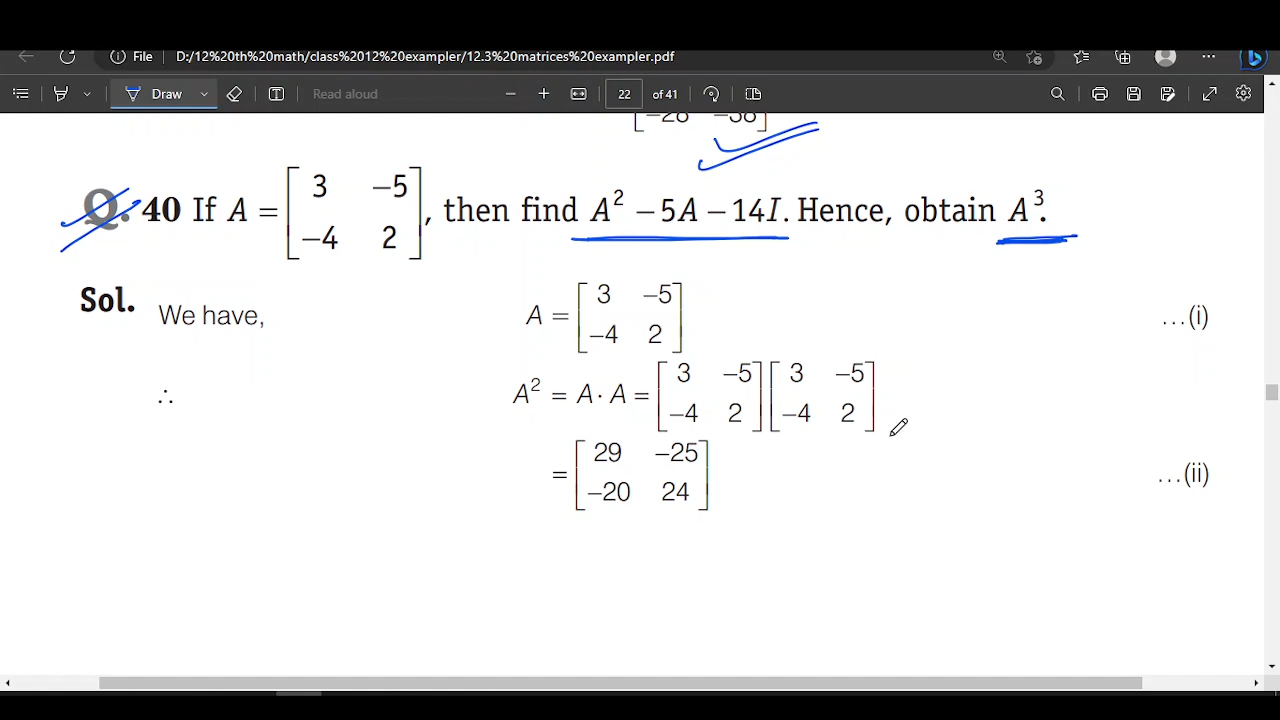 File D:/12%20th%20math/class%2012%20exampler/12.3%20matrices%20exampler.pdf
Draw Read aloud 22 of 41
[−28 −38]
Q. 40 If A = [3 −5; −4 2], then find A² − 5A − 14I. Hence, obtain A³.
Sol. We have, A = [3 −5; −4 2] …(i)
∴ A² = A · A = [3 −5; −4 2] [3 −5; −4 2]
= [29 −25; −20 24] …(ii)